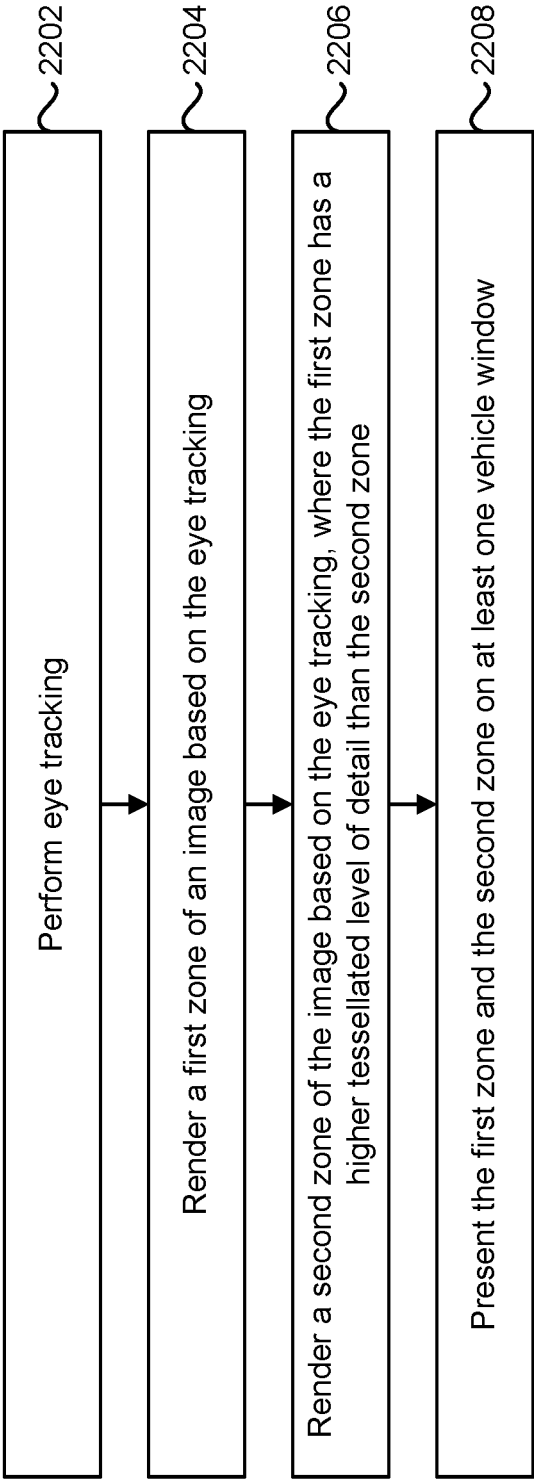 Perform eye tracking
2202
Render a first zone of an image based on the eye tracking
2204
Render a second zone of the image based on the eye tracking, where the first zone has a
higher tessellated level of detail than the second zone
2206
Present the first zone and the second zone on at least one vehicle window
2208